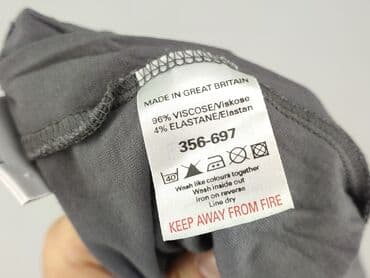 MADE IN GREAT BRITAIN
96% VISCOSE/Viskose
4% ELASTANE/Elastan
356-697
40
Wash like colours together
Wash inside out
Iron on reverse
Line dry
KEEP AWAY FROM FIRE